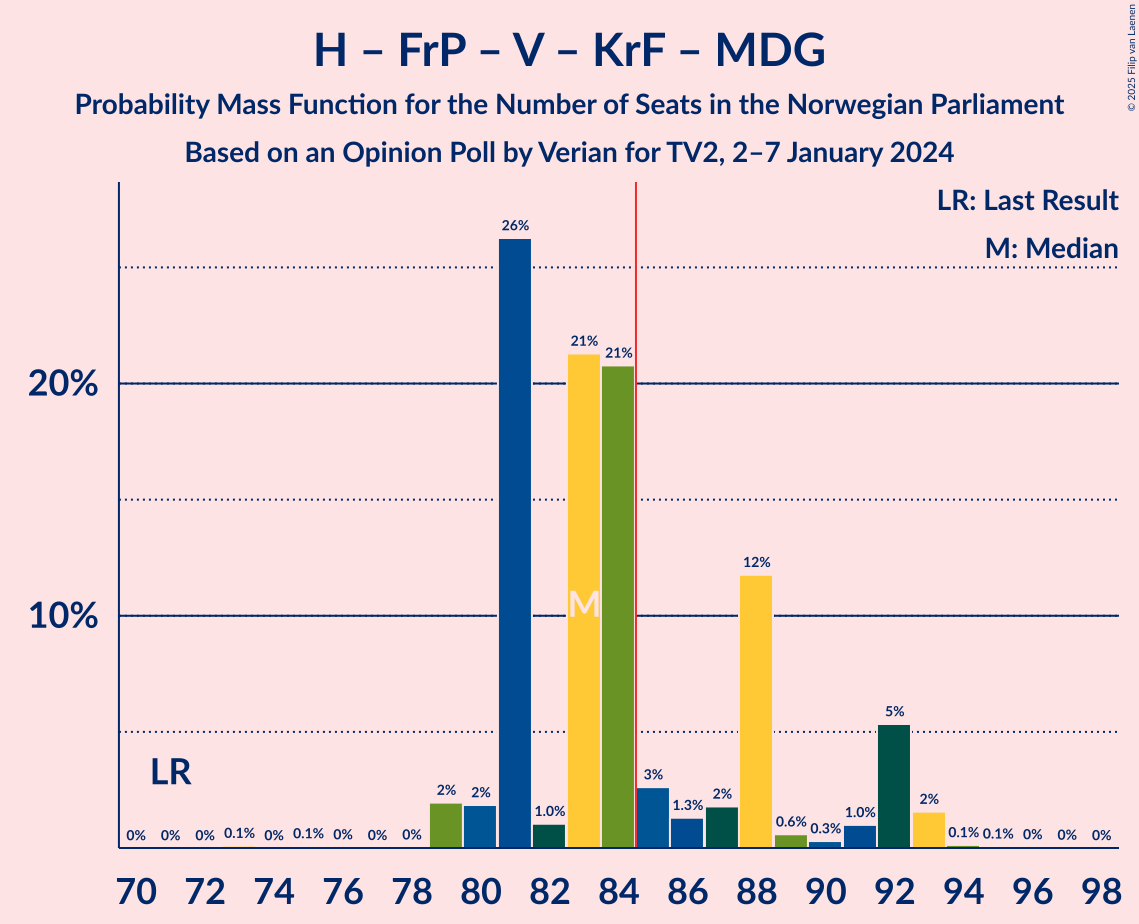 H – FrP – V – KrF – MDG
Probability Mass Function for the Number of Seats in the Norwegian Parliament
Based on an Opinion Poll by Verian for TV2, 2–7 January 2024
© 2025 Filip van Laenen
LR: Last Result
M: Median
20%
10%
LR
M
0% 0% 0% 0.1% 0% 0.1% 0% 0% 0% 2% 2% 26% 1.0% 21% 21% 3% 1.3% 2% 12% 0.6% 0.3% 1.0% 5% 2% 0.1% 0.1% 0% 0% 0%
70 72 74 76 78 80 82 84 86 88 90 92 94 96 98